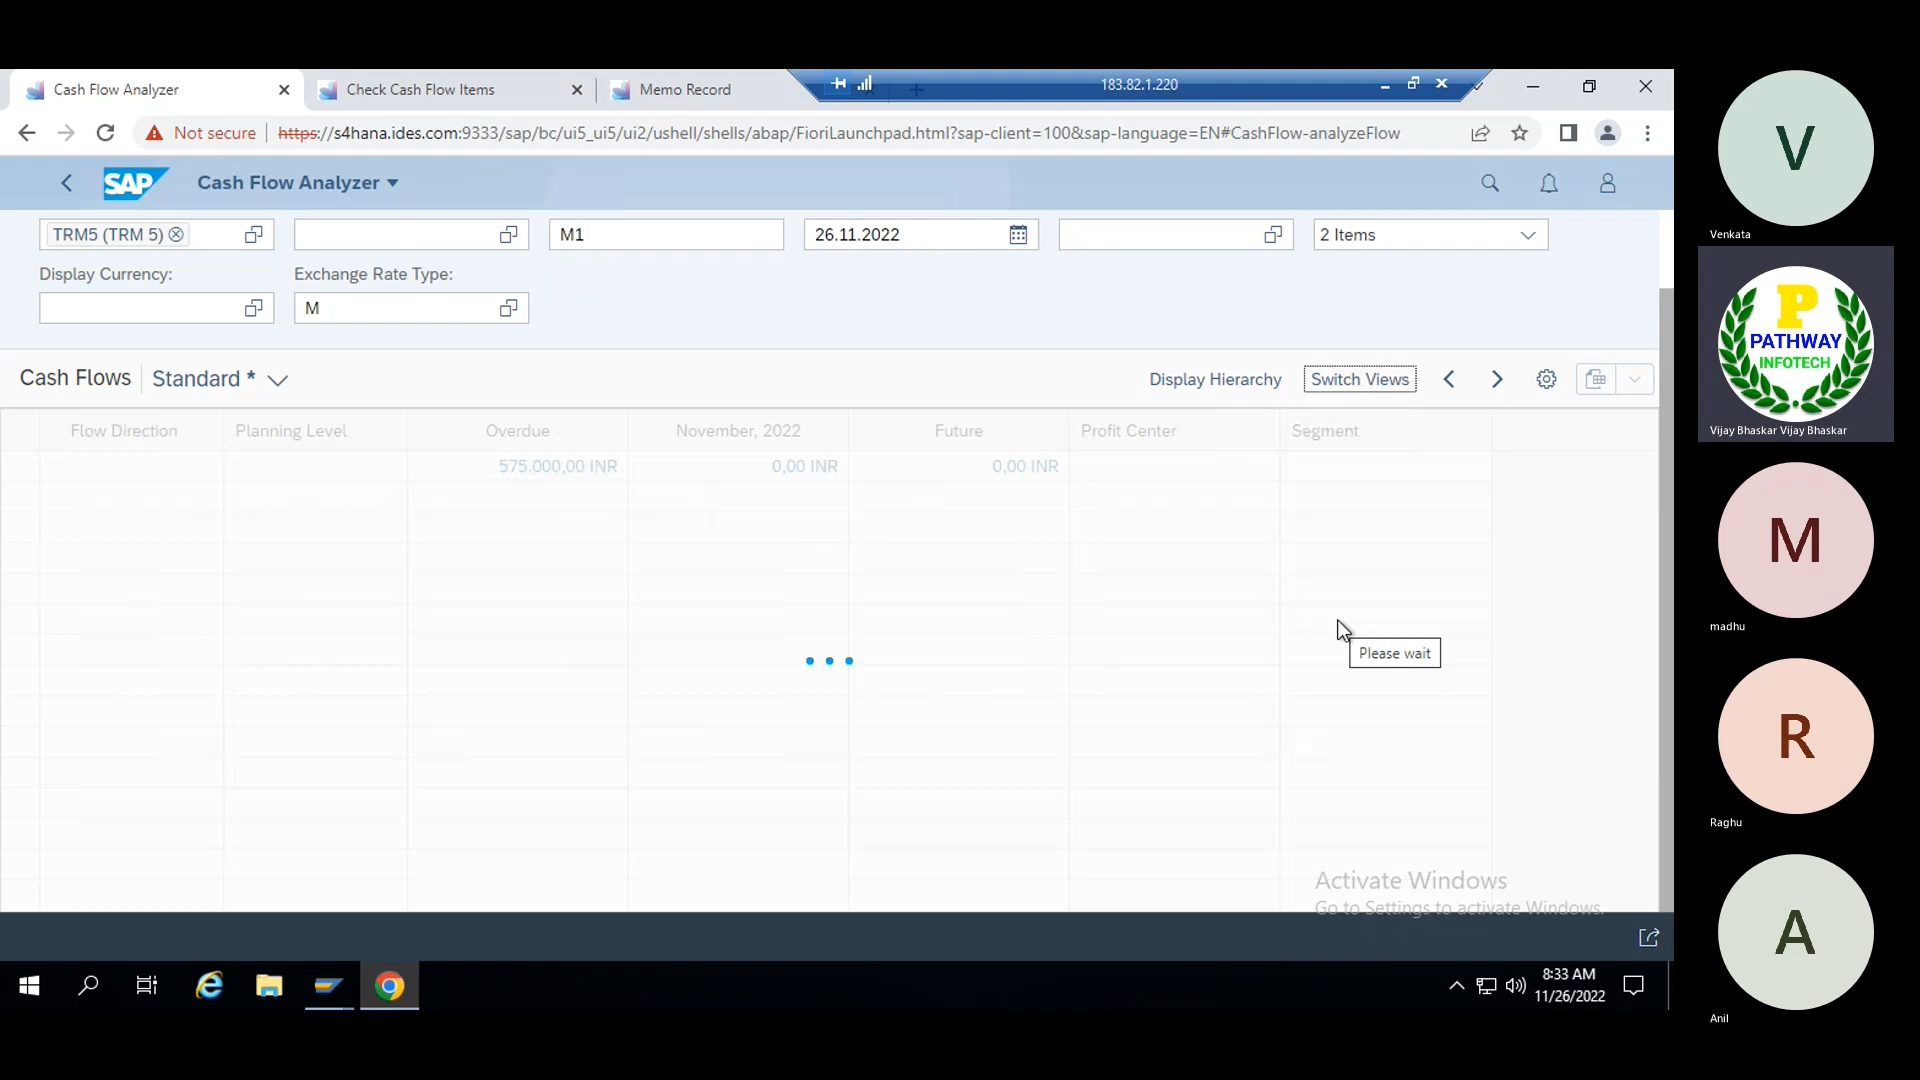 Cash Flow Analyzer
Check Cash Flow Items
Memo Record
183.82.1.220
Not secure
https://s4hana.ides.com:9333/sap/bc/ui5_ui5/ui2/ushell/shells/abap/FioriLaunchpad.html?sap-client=100&sap-language=EN#CashFlow-analyzeFlow
SAP
Cash Flow Analyzer
TRM5 (TRM 5)
M1
26.11.2022
2 Items
Display Currency:
Exchange Rate Type:
M
Cash Flows
Standard *
Display Hierarchy
Switch Views
Flow Direction
Planning Level
Overdue
November, 2022
Future
Profit Center
Segment
575.000,00 INR
0,00 INR
0,00 INR
Please wait
Activate Windows
Go to Settings to activate Windows.
8:33 AM
11/26/2022
V
Venkata
P
PATHWAY
INFOTECH
Vijay Bhaskar Vijay Bhaskar
M
madhu
R
Raghu
A
Anil